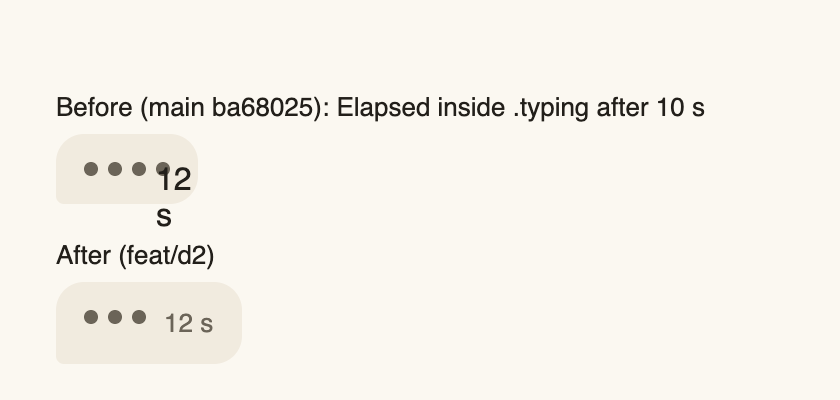 Before (main ba68025): Elapsed inside .typing after 10 s
12
s
After (feat/d2)
12 s